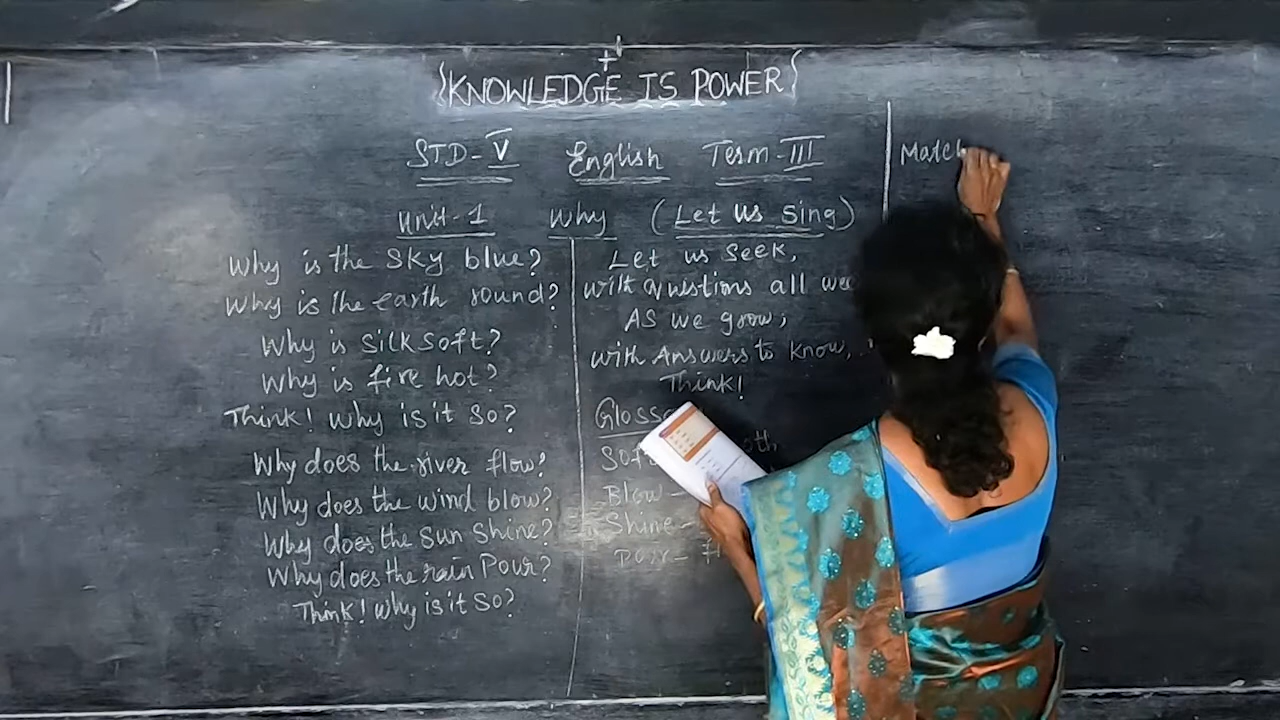 KNOWLEDGE IS POWER
STD-V English Term-III
Unit-1 Why (Let us Sing)
Why is the Sky blue?
Why is the earth round?
Why is Silk Soft?
Why is fire hot?
Think! Why is it So?
Why does the river flow?
Why does the wind blow?
Why does the Sun Shine?
Why does the rain Pour?
Think! Why is it So?
Let us Seek,
with Questions all we
As we grow;
with Answers to know,
Think!
Gloss
Soft
Blow -
Shine -
Pour -
Match